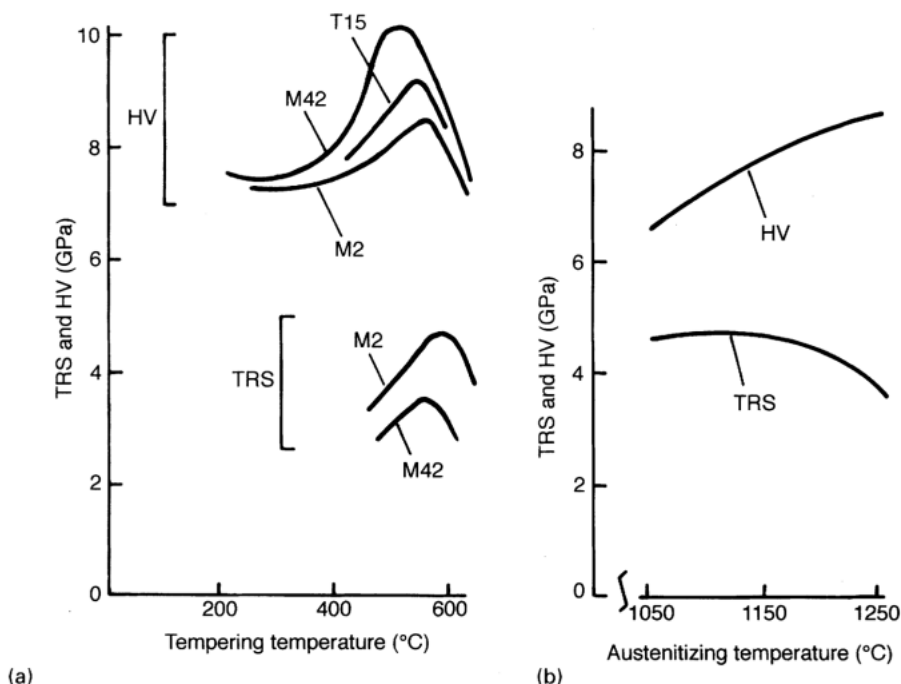 10
8
6
4
2
0
TRS and HV (GPa)
HV
T15
M42
M2
TRS
M2
M42
200
400
600
Tempering temperature (°C)
(a)
8
6
4
2
0
TRS and HV (GPa)
HV
TRS
1050
1150
1250
Austenitizing temperature (°C)
(b)